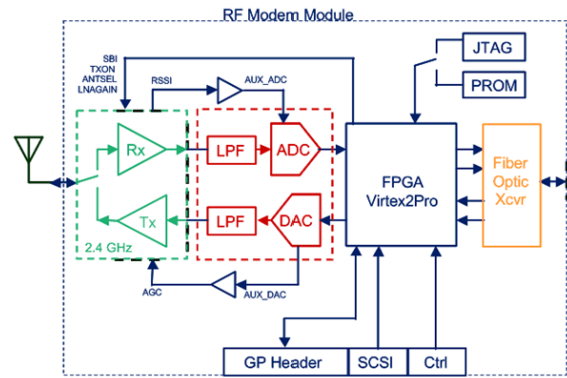 RF Modem Module
SBI
TXON
ANTSEL
LNAGAIN
RSSI
AUX_ADC
JTAG
PROM
Rx
LPF
ADC
FPGA
Virtex2Pro
Fiber
Optic
Xcvr
Tx
LPF
DAC
2.4 GHz
AGC
AUX_DAC
GP Header
SCSI
Ctrl